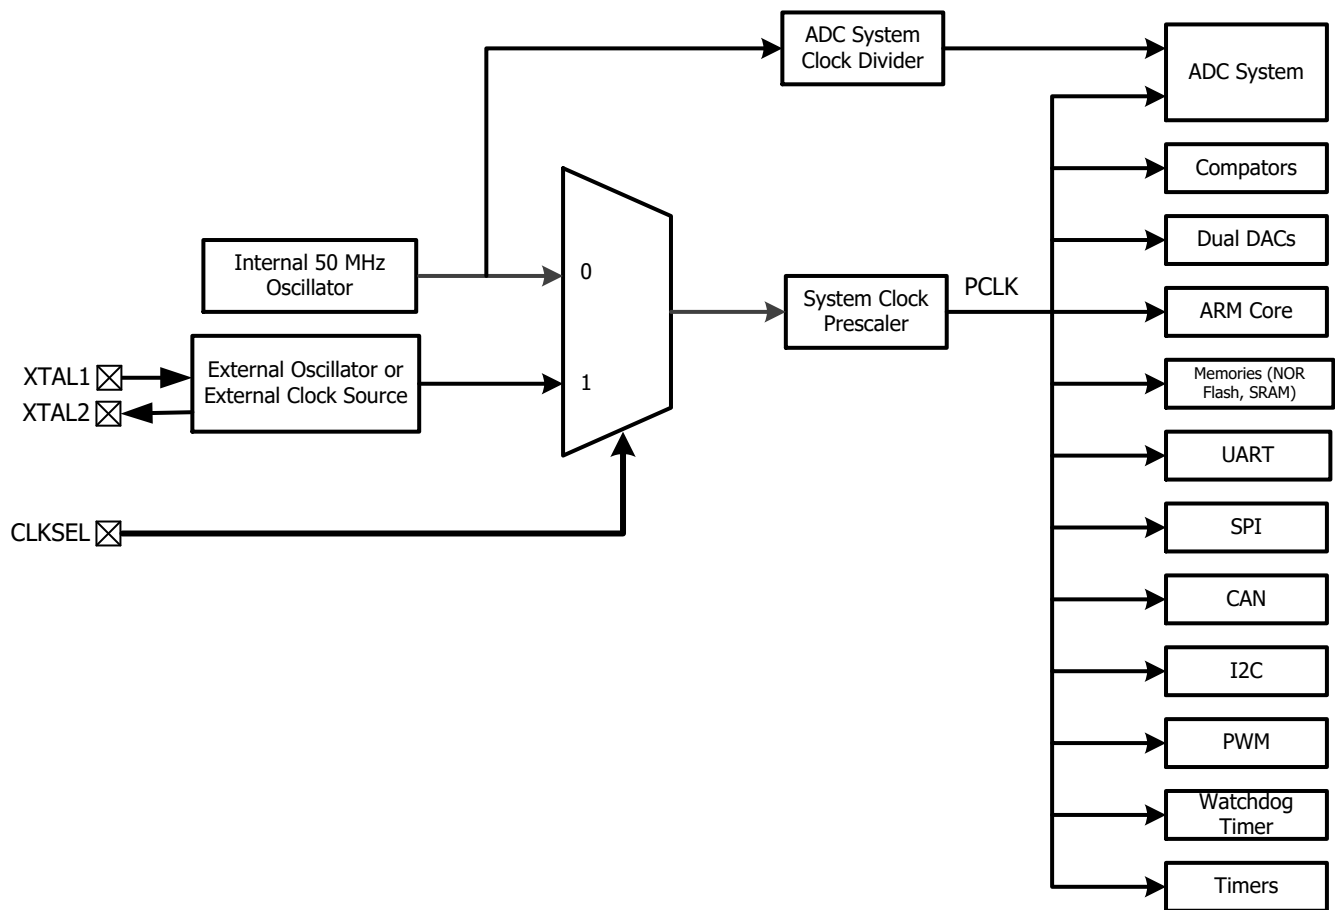 ADC System
Clock Divider
ADC System
Compators
Dual DACs
Internal 50 MHz
Oscillator
0
System Clock
Prescaler
PCLK
ARM Core
XTAL1
XTAL2
External Oscillator or
External Clock Source
1
Memories (NOR
Flash, SRAM)
UART
CLKSEL
SPI
CAN
I2C
PWM
Watchdog
Timer
Timers